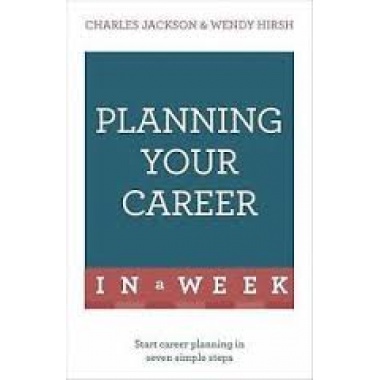 CHARLES JACKSON & WENDY HIRSH
PLANNING
YOUR
CAREER
IN a WEEK
Start career planning in
seven simple steps